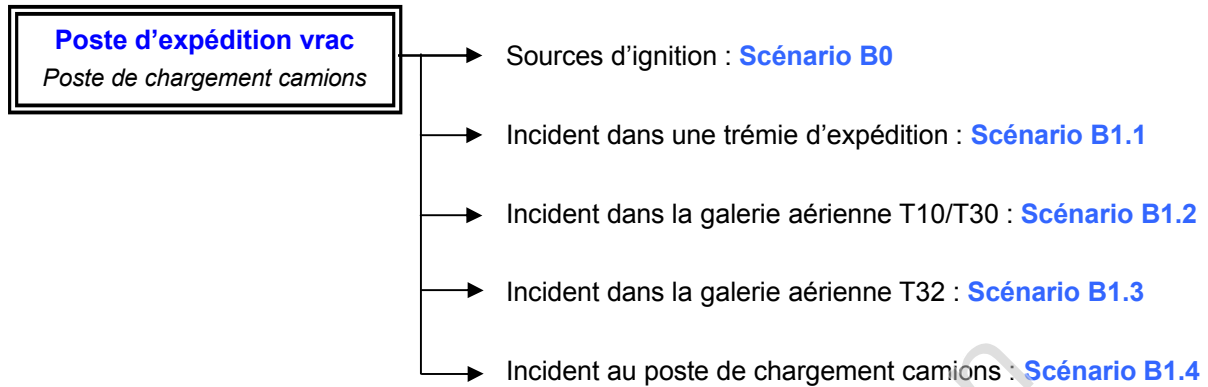 Poste d’expédition vrac
Poste de chargement camions
Sources d’ignition : Scénario B0
Incident dans une trémie d’expédition : Scénario B1.1
Incident dans la galerie aérienne T10/T30 : Scénario B1.2
Incident dans la galerie aérienne T32 : Scénario B1.3
Incident au poste de chargement camions : Scénario B1.4